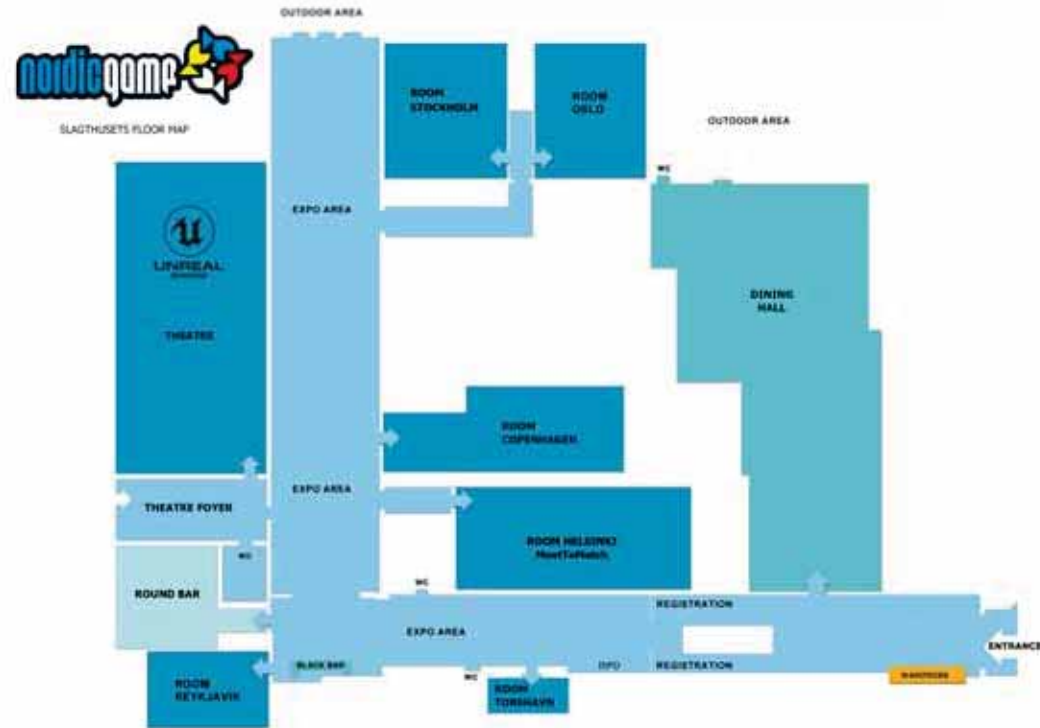 OUTDOOR AREA
nordicgame
SLAGTHUSETS FLOOR MAP
ROOM
STOCKHOLM
ROOM
OSLO
OUTDOOR AREA
WC
EXPO AREA
UNREAL
THEATRE
DINING
HALL
ROOM
COPENHAGEN
EXPO AREA
THEATRE FOYER
ROOM HELSINKI
MeetToMatch
WC
WC
ROUND BAR
REGISTRATION
EXPO AREA
ENTRANCE
BLACK BAR
INFO
REGISTRATION
WC
ROOM
REYKJAVIK
ROOM
TORSHAVN